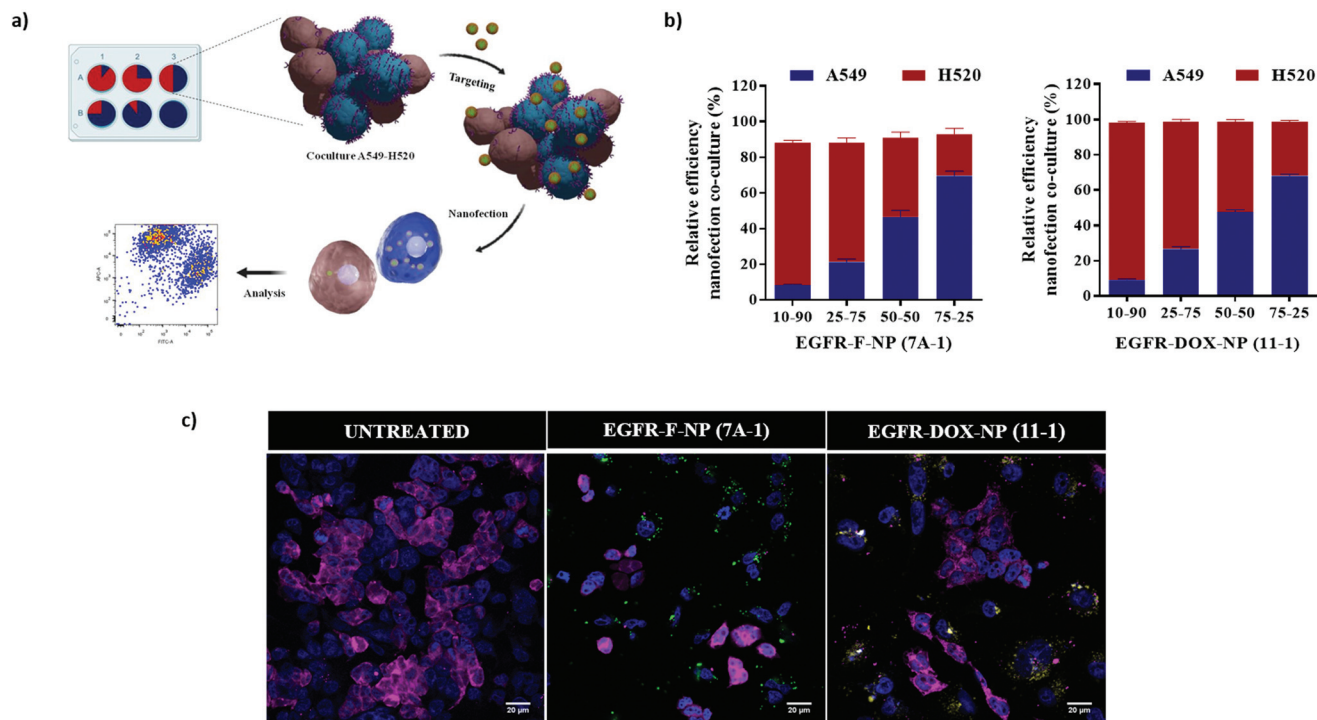 a)
1 2 3
A
B
Targeting
Coculture A549-H520
Nanofection
Analysis
APC-A
FITC-A
b)
A549 H520
Relative efficiency
nanofection co-culture (%)
120
100
80
60
40
20
0
10-90 25-75 50-50 75-25
EGFR-F-NP (7A-1)
A549 H520
Relative efficiency
nanofection co-culture (%)
120
100
80
60
40
20
0
10-90 25-75 50-50 75-25
EGFR-DOX-NP (11-1)
c)
UNTREATED EGFR-F-NP (7A-1) EGFR-DOX-NP (11-1)
20 µm 20 µm 20 µm